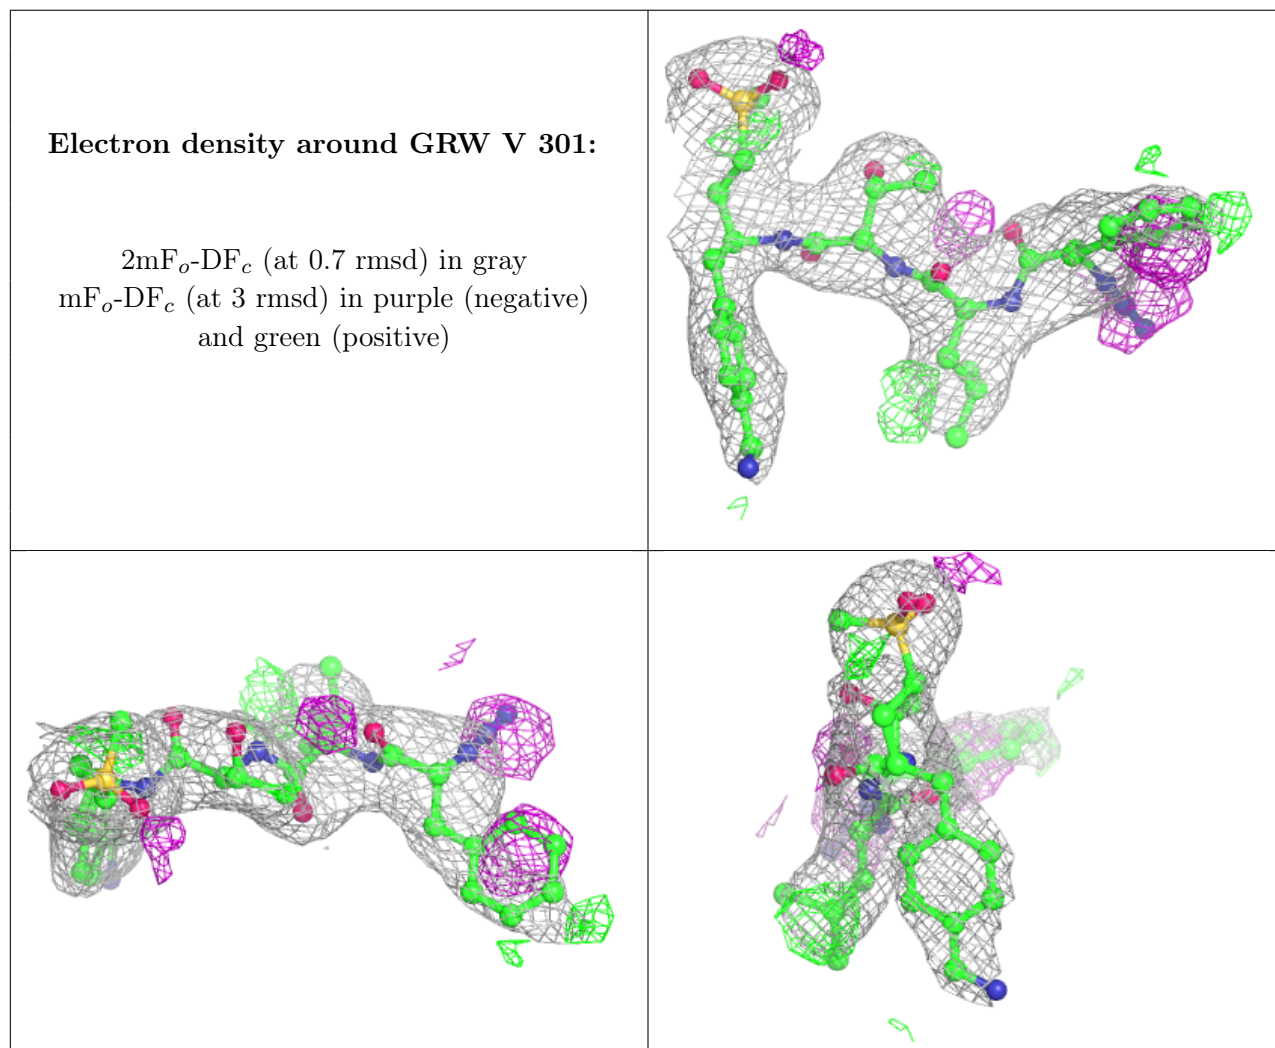 Electron density around GRW V 301:
2mFₒ-DF𝒸 (at 0.7 rmsd) in gray
mFₒ-DF𝒸 (at 3 rmsd) in purple (negative)
and green (positive)